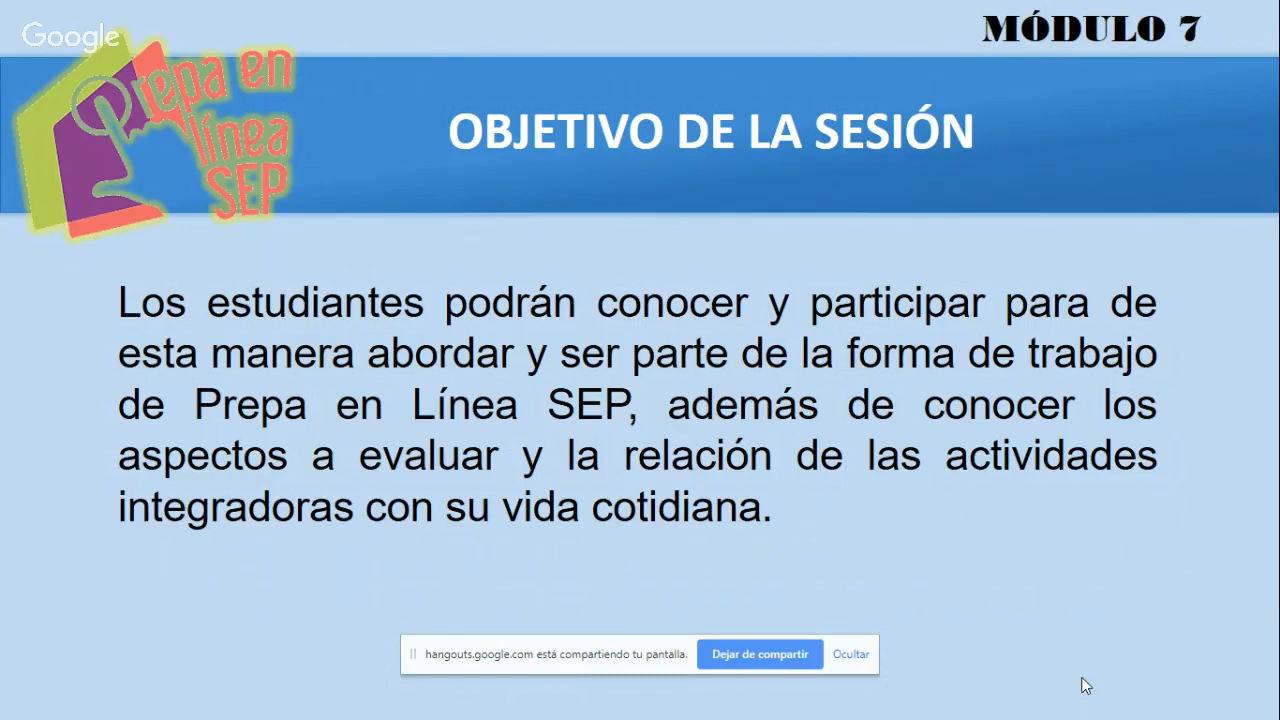 Google
MÓDULO 7
Prepa en
línea
SEP
OBJETIVO DE LA SESIÓN
Los estudiantes podrán conocer y participar para de
esta manera abordar y ser parte de la forma de trabajo
de Prepa en Línea SEP, además de conocer los
aspectos a evaluar y la relación de las actividades
integradoras con su vida cotidiana.
hangouts.google.com está compartiendo tu pantalla. Dejar de compartir Ocultar